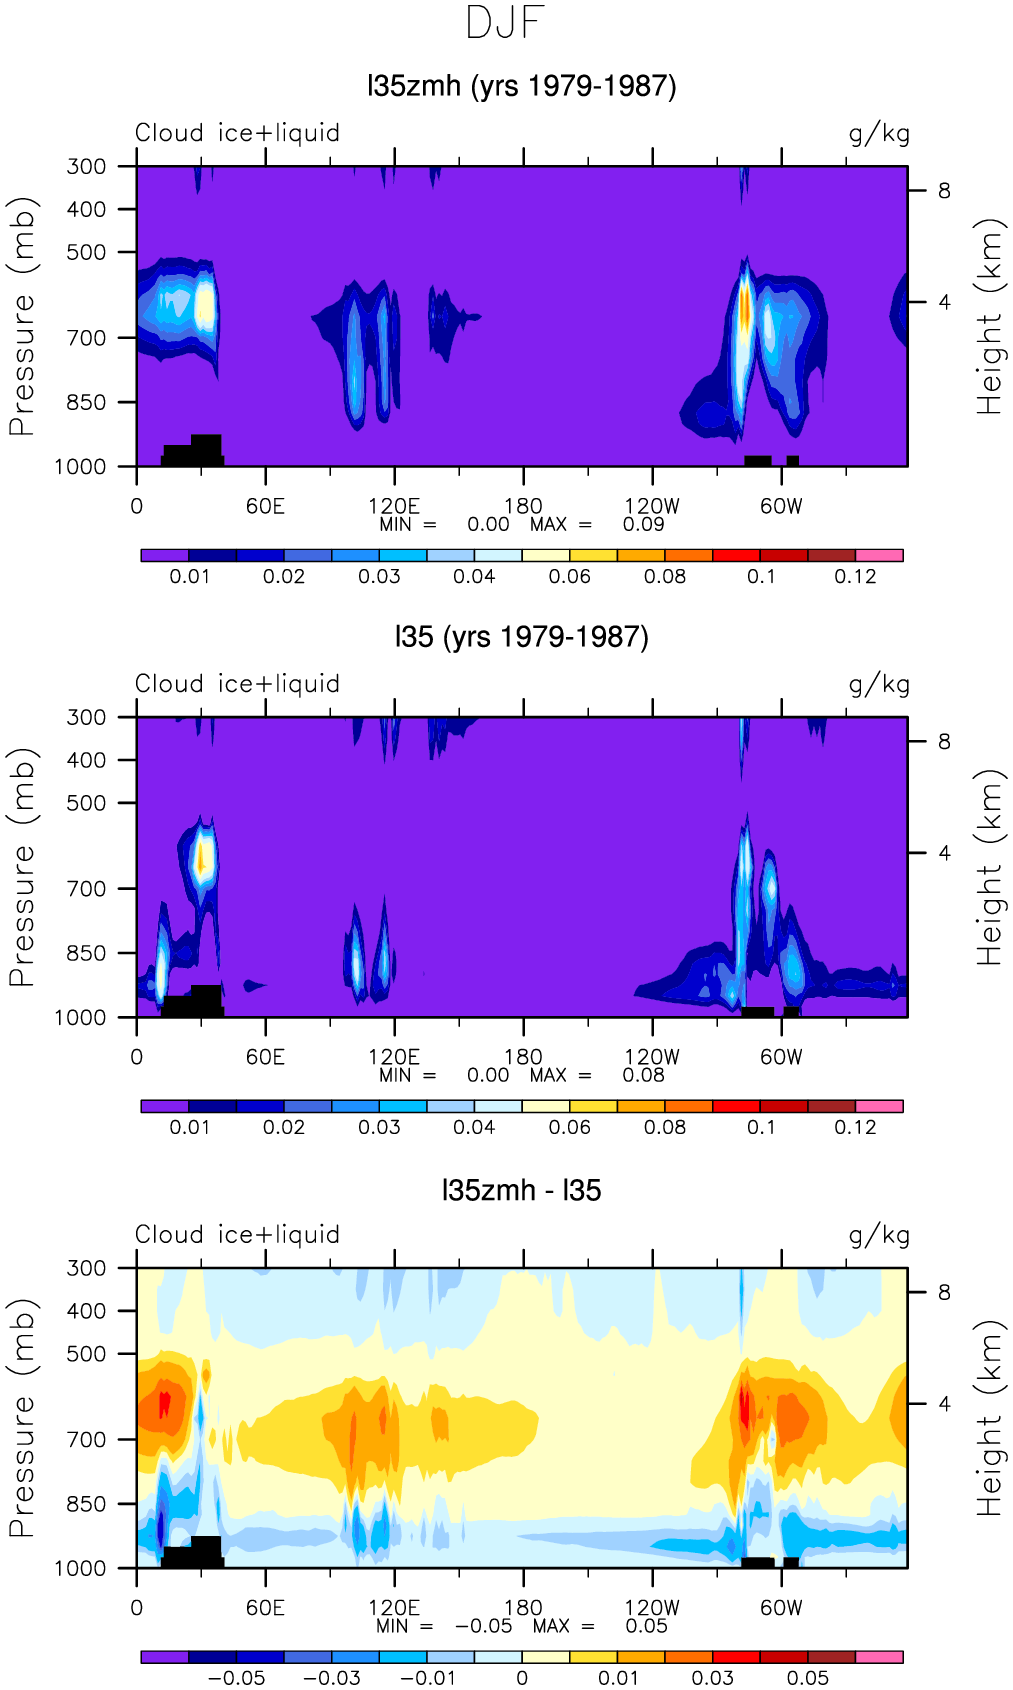 DJF
l35zmh (yrs 1979-1987)
Cloud ice+liquid g/kg
300
400
500
700
850
1000
Pressure (mb)
8
4
Height (km)
0 60E 120E 180 120W 60W
MIN = 0.00 MAX = 0.09
0.01 0.02 0.03 0.04 0.06 0.08 0.1 0.12
l35 (yrs 1979-1987)
Cloud ice+liquid g/kg
300
400
500
700
850
1000
Pressure (mb)
8
4
Height (km)
0 60E 120E 180 120W 60W
MIN = 0.00 MAX = 0.08
0.01 0.02 0.03 0.04 0.06 0.08 0.1 0.12
l35zmh - l35
Cloud ice+liquid g/kg
300
400
500
700
850
1000
Pressure (mb)
8
4
Height (km)
0 60E 120E 180 120W 60W
MIN = -0.05 MAX = 0.05
-0.05 -0.03 -0.01 0 0.01 0.03 0.05